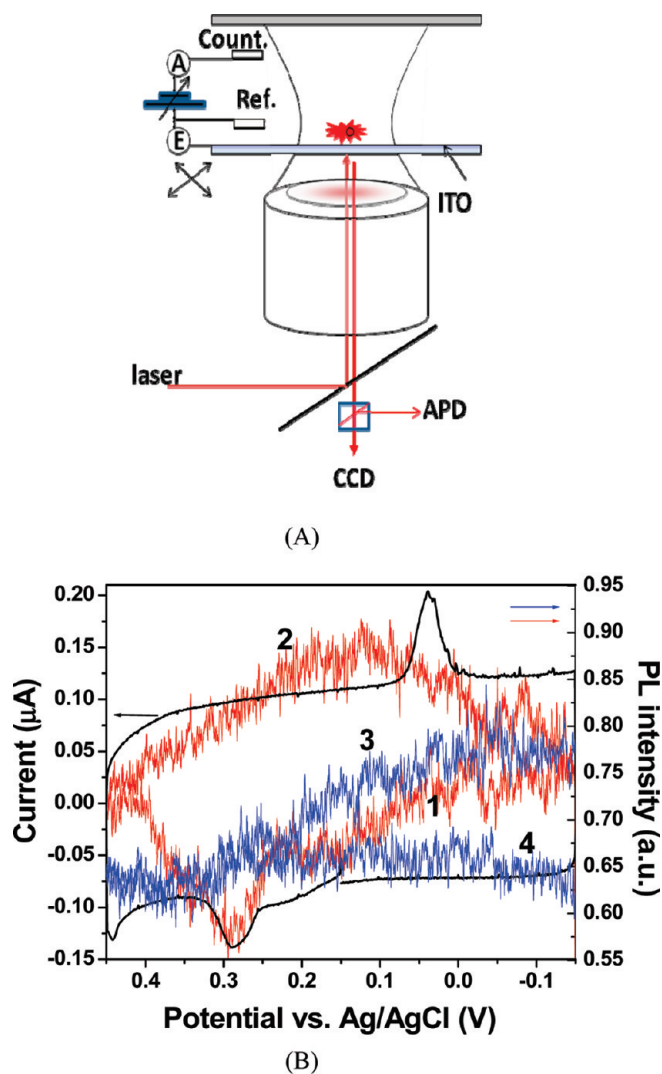 Count.
A
Ref.
E
ITO
laser
APD
CCD
(A)
0.20
0.15
0.10
0.05
0.00
-0.05
-0.10
-0.15
Current (μA)
2
3
1
4
0.95
0.90
0.85
0.80
0.75
0.70
0.65
0.60
0.55
PL intensity (a.u.)
0.4 0.3 0.2 0.1 0.0 -0.1
Potential vs. Ag/AgCl (V)
(B)